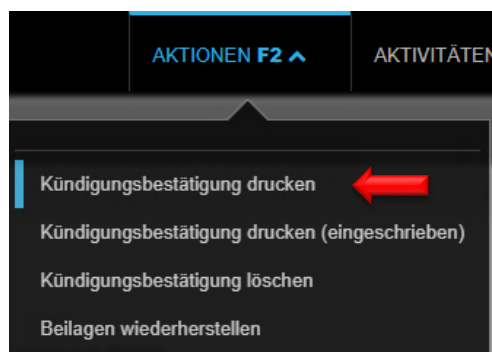 AKTIONEN F2 AKTIVITÄTEN
Kündigungsbestätigung drucken
Kündigungsbestätigung drucken (eingeschrieben)
Kündigungsbestätigung löschen
Beilagen wiederherstellen